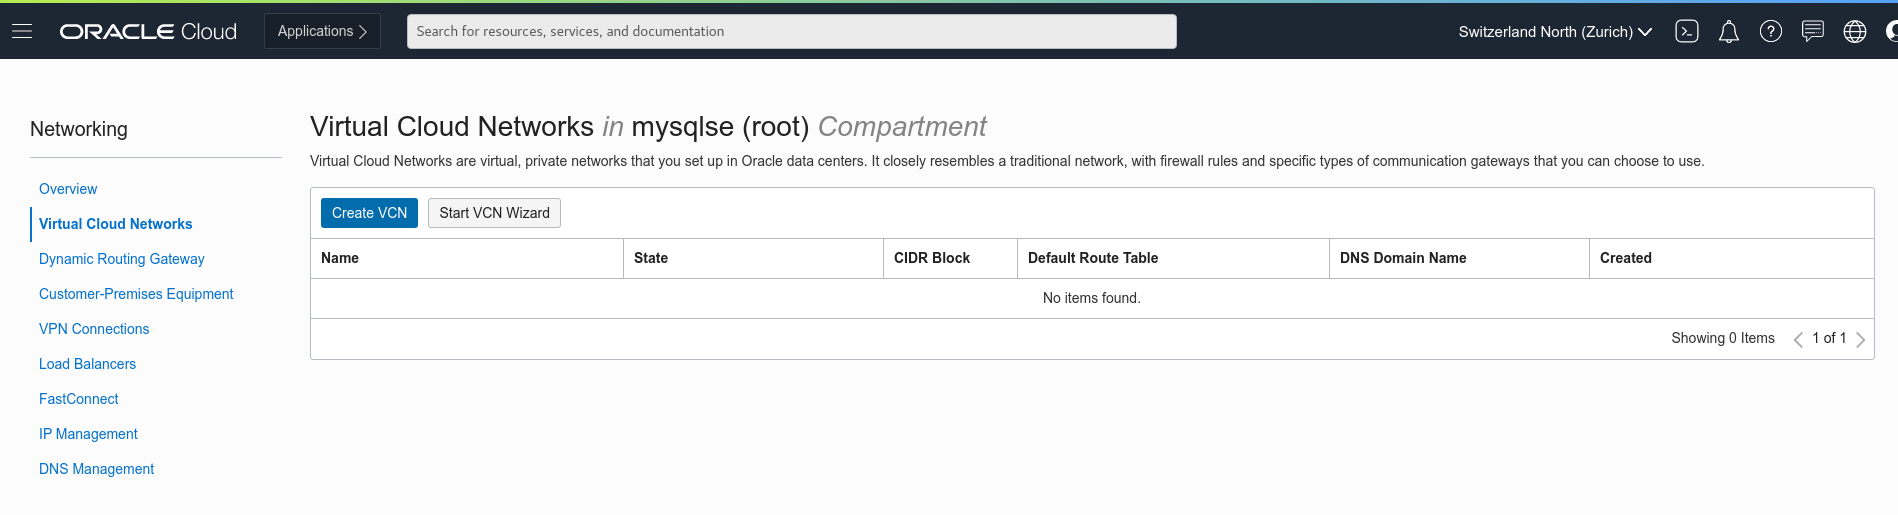 ORACLE Cloud
Applications
Search for resources, services, and documentation
Switzerland North (Zurich)
Networking
Overview
Virtual Cloud Networks
Dynamic Routing Gateway
Customer-Premises Equipment
VPN Connections
Load Balancers
FastConnect
IP Management
DNS Management
Virtual Cloud Networks in mysqlse (root) Compartment
Virtual Cloud Networks are virtual, private networks that you set up in Oracle data centers. It closely resembles a traditional network, with firewall rules and specific types of communication gateways that you can choose to use.
Create VCN Start VCN Wizard
Name State CIDR Block Default Route Table DNS Domain Name Created
No items found.
Showing 0 Items 1 of 1